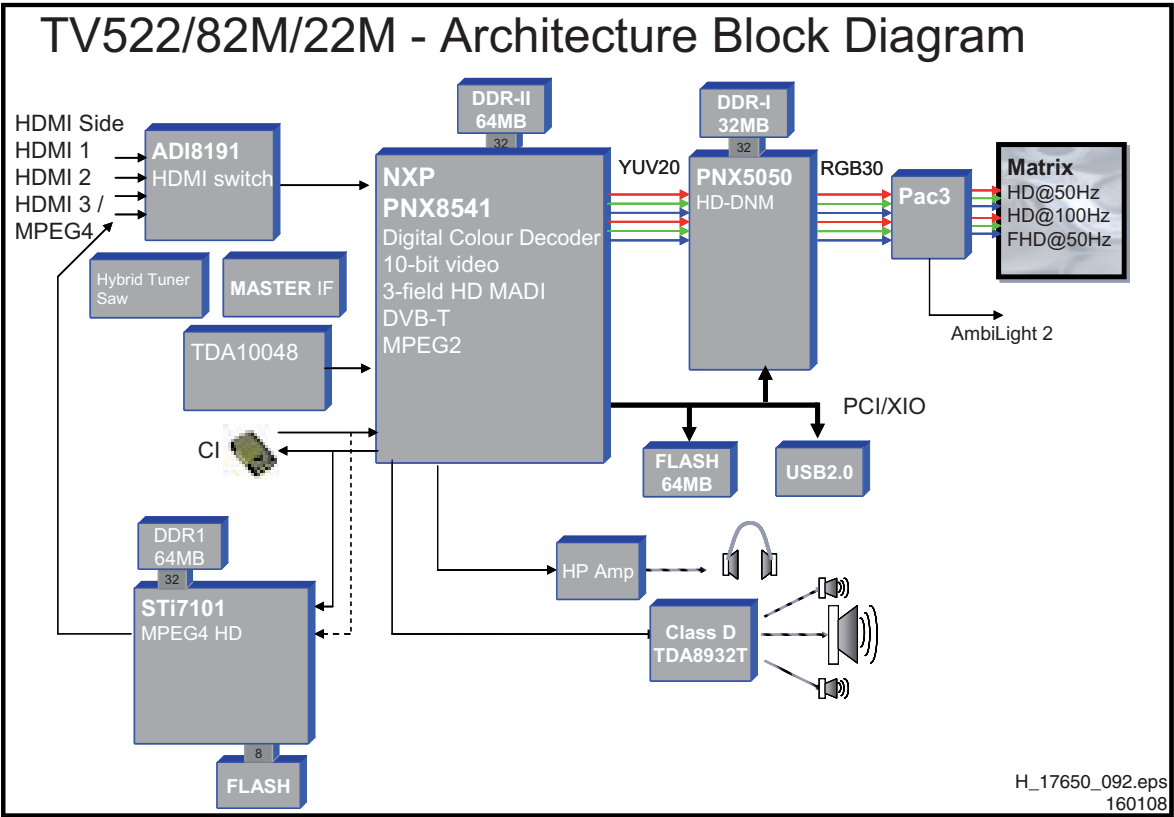 TV522/82M/22M - Architecture Block Diagram
HDMI Side
HDMI 1
HDMI 2
HDMI 3 /
MPEG4
ADI8191
HDMI switch
Hybrid Tuner
Saw
MASTER IF
TDA10048
CI
DDR-II
64MB
32
NXP
PNX8541
Digital Colour Decoder
10-bit video
3-field HD MADI
DVB-T
MPEG2
YUV20
DDR-I
32MB
32
PNX5050
HD-DNM
RGB30
Pac3
Matrix
HD@50Hz
HD@100Hz
FHD@50Hz
AmbiLight 2
PCI/XIO
FLASH
64MB
USB2.0
HP Amp
Class D
TDA8932T
DDR1
64MB
32
STi7101
MPEG4 HD
8
FLASH
H_17650_092.eps
160108